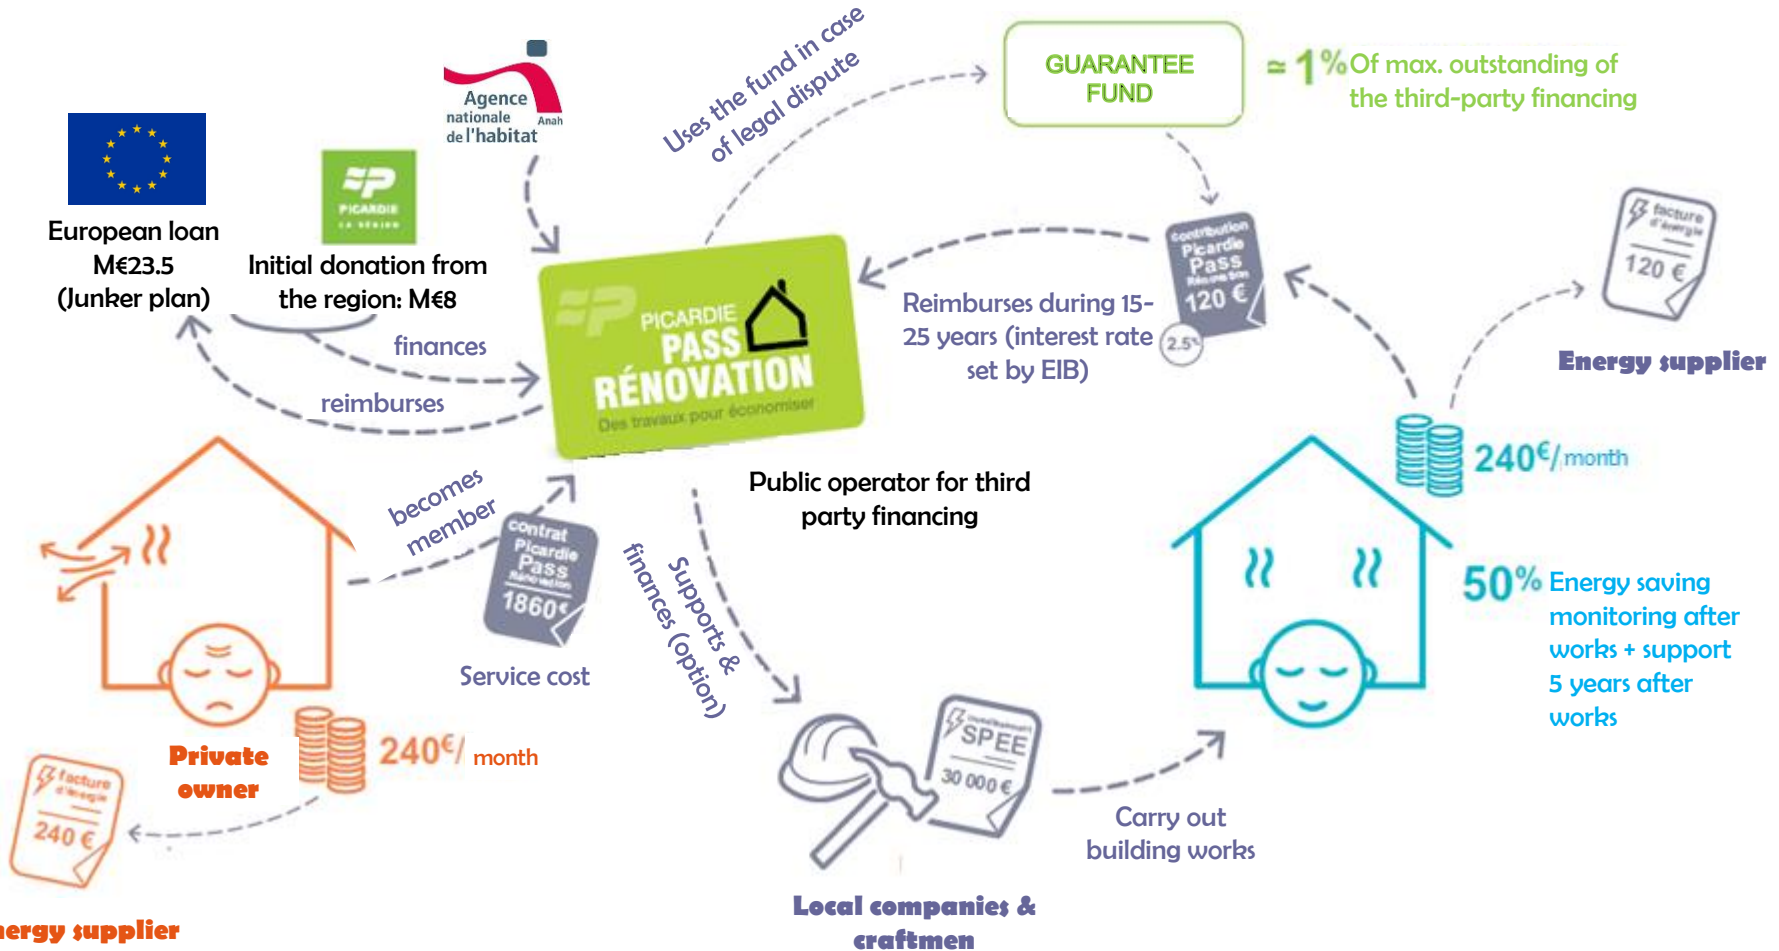 Agence
nationale
de l'habitat
Anah
PICARDIE
LA RÉGION
European loan
M€23.5
(Junker plan)
Initial donation from
the region: M€8
finances
reimburses
Uses the fund in case
of legal dispute
GUARANTEE
FUND
≃ 1% Of max. outstanding of
the third-party financing
PICARDIE
PASS
RÉNOVATION
Des travaux pour économiser
Public operator for third
party financing
Reimburses during 15-
25 years (interest rate
set by EIB)
contribution
Picardie
Pass
Rénovation
120 €
2.5%
facture
d'énergie
120 €
Energy supplier
240€/ month
50% Energy saving
monitoring after
works + support
5 years after
works
becomes
member
contrat
Picardie
Pass
Rénovation
1860€
Service cost
Supports &
finances (option)
Private
owner
240€/ month
facture
d'énergie
240 €
nergy supplier
SPEE
30 000 €
Carry out
building works
Local companies &
craftmen